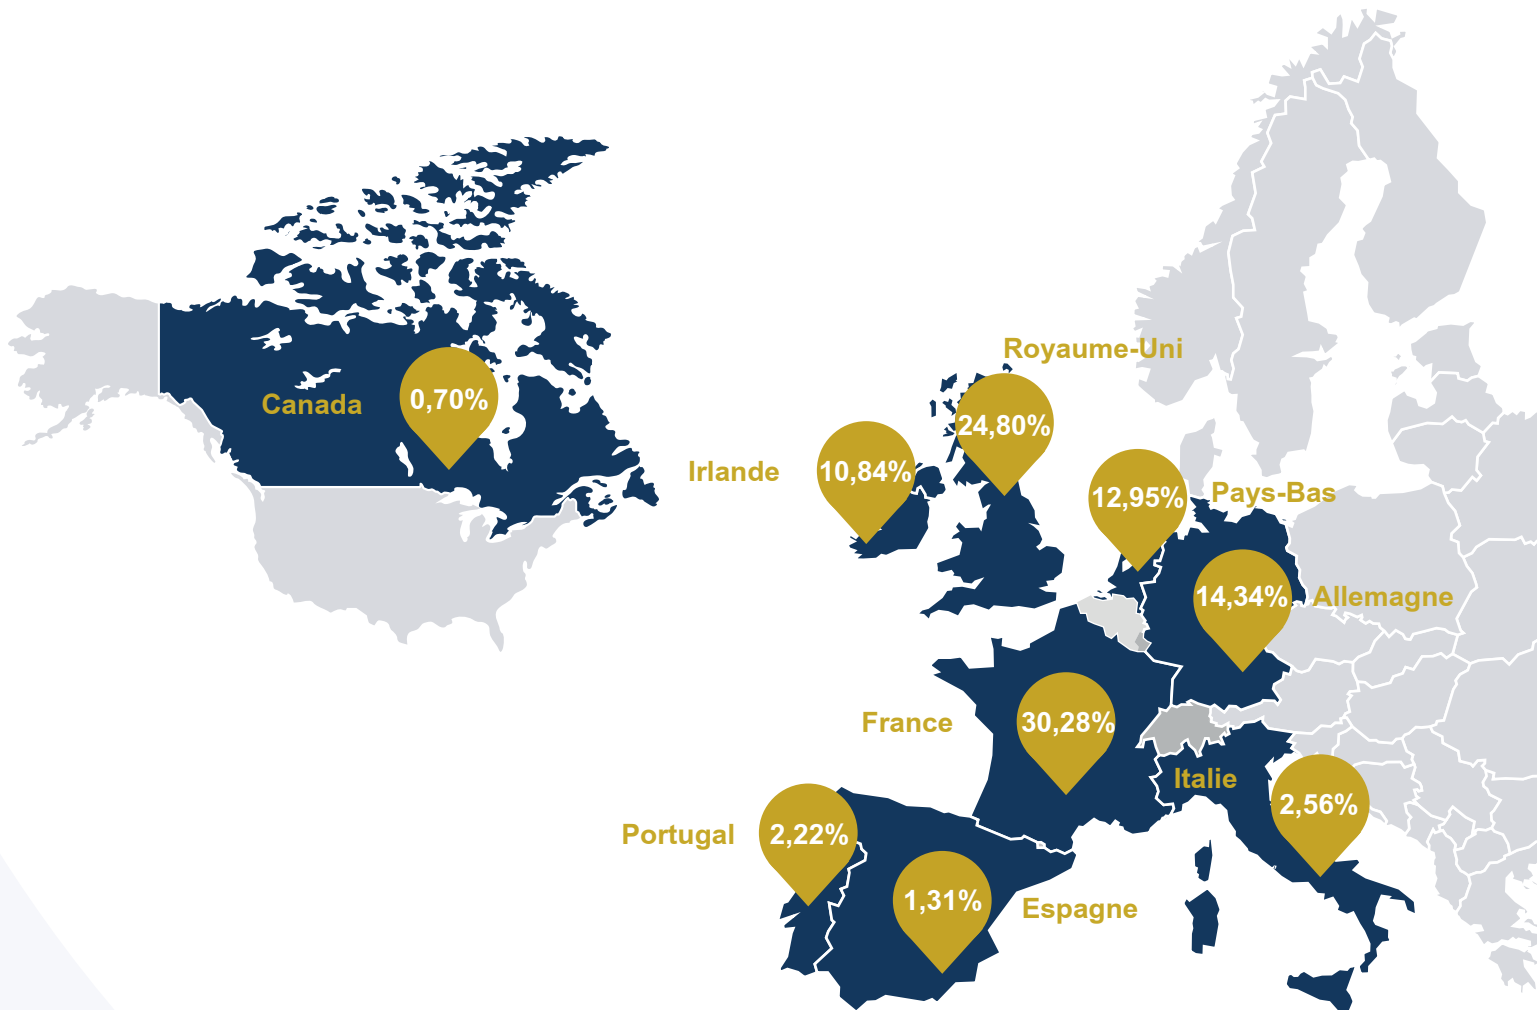 Royaume-Uni
24,80%
Canada
0,70%
Irlande
10,84%
12,95%
Pays-Bas
14,34%
Allemagne
France
30,28%
Italie
2,56%
Portugal
2,22%
1,31%
Espagne